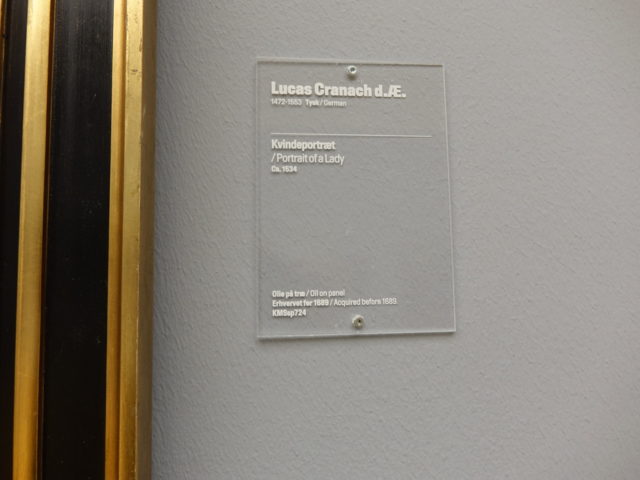 Lucas Cranach d.Æ.
1472-1553 Tysk / German
Kvindeportræt
/ Portrait of a Lady
Ca. 1534
Olie på træ / Oil on panel
Erhvervet før 1689 / Acquired before 1689
KMSsp724